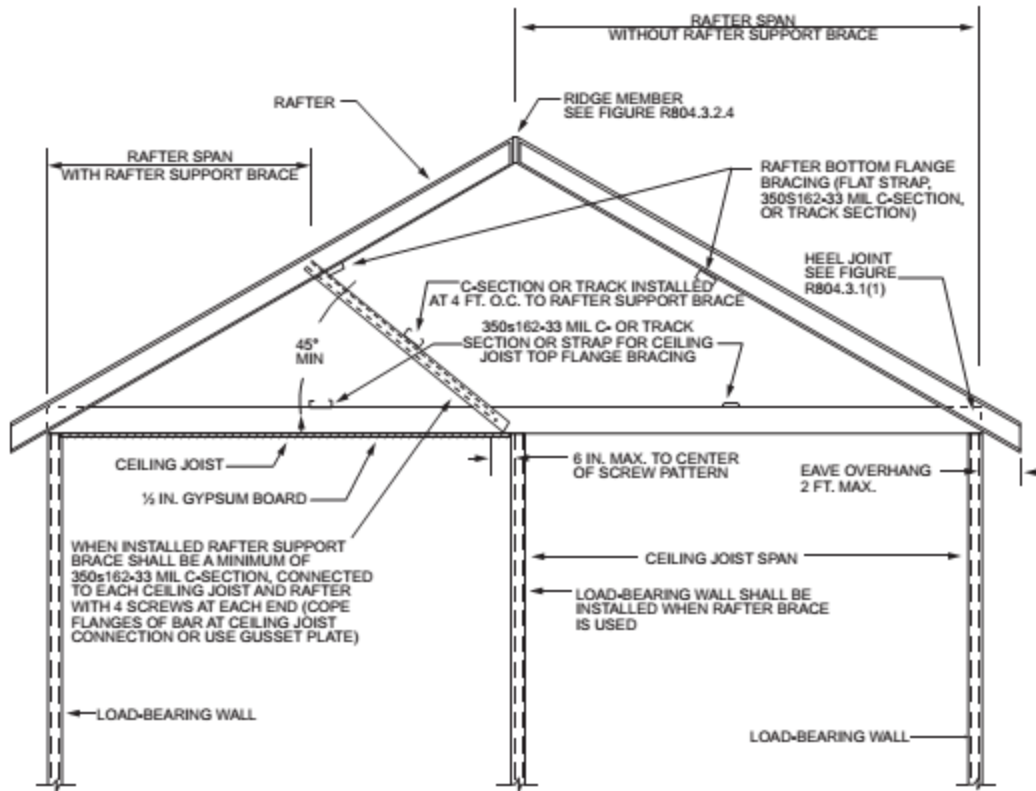 RAFTER SPAN
WITHOUT RAFTER SUPPORT BRACE
RAFTER
RIDGE MEMBER
SEE FIGURE R804.3.2.4
RAFTER SPAN
WITH RAFTER SUPPORT BRACE
RAFTER BOTTOM FLANGE
BRACING (FLAT STRAP,
350S162-33 MIL C-SECTION,
OR TRACK SECTION)
HEEL JOINT
SEE FIGURE
R804.3.1(1)
C-SECTION OR TRACK INSTALLED
AT 4 FT. O.C. TO RAFTER SUPPORT BRACE
350s162-33 MIL C- OR TRACK
SECTION OR STRAP FOR CEILING
JOIST TOP FLANGE BRACING
45°
MIN
CEILING JOIST
½ IN. GYPSUM BOARD
6 IN. MAX. TO CENTER
OF SCREW PATTERN
EAVE OVERHANG
2 FT. MAX.
WHEN INSTALLED RAFTER SUPPORT
BRACE SHALL BE A MINIMUM OF
350s162-33 MIL C-SECTION, CONNECTED
TO EACH CEILING JOIST AND RAFTER
WITH 4 SCREWS AT EACH END (COPE
FLANGES OF BAR AT CEILING JOIST
CONNECTION OR USE GUSSET PLATE)
CEILING JOIST SPAN
LOAD-BEARING WALL SHALL BE
INSTALLED WHEN RAFTER BRACE
IS USED
LOAD-BEARING WALL
LOAD-BEARING WALL